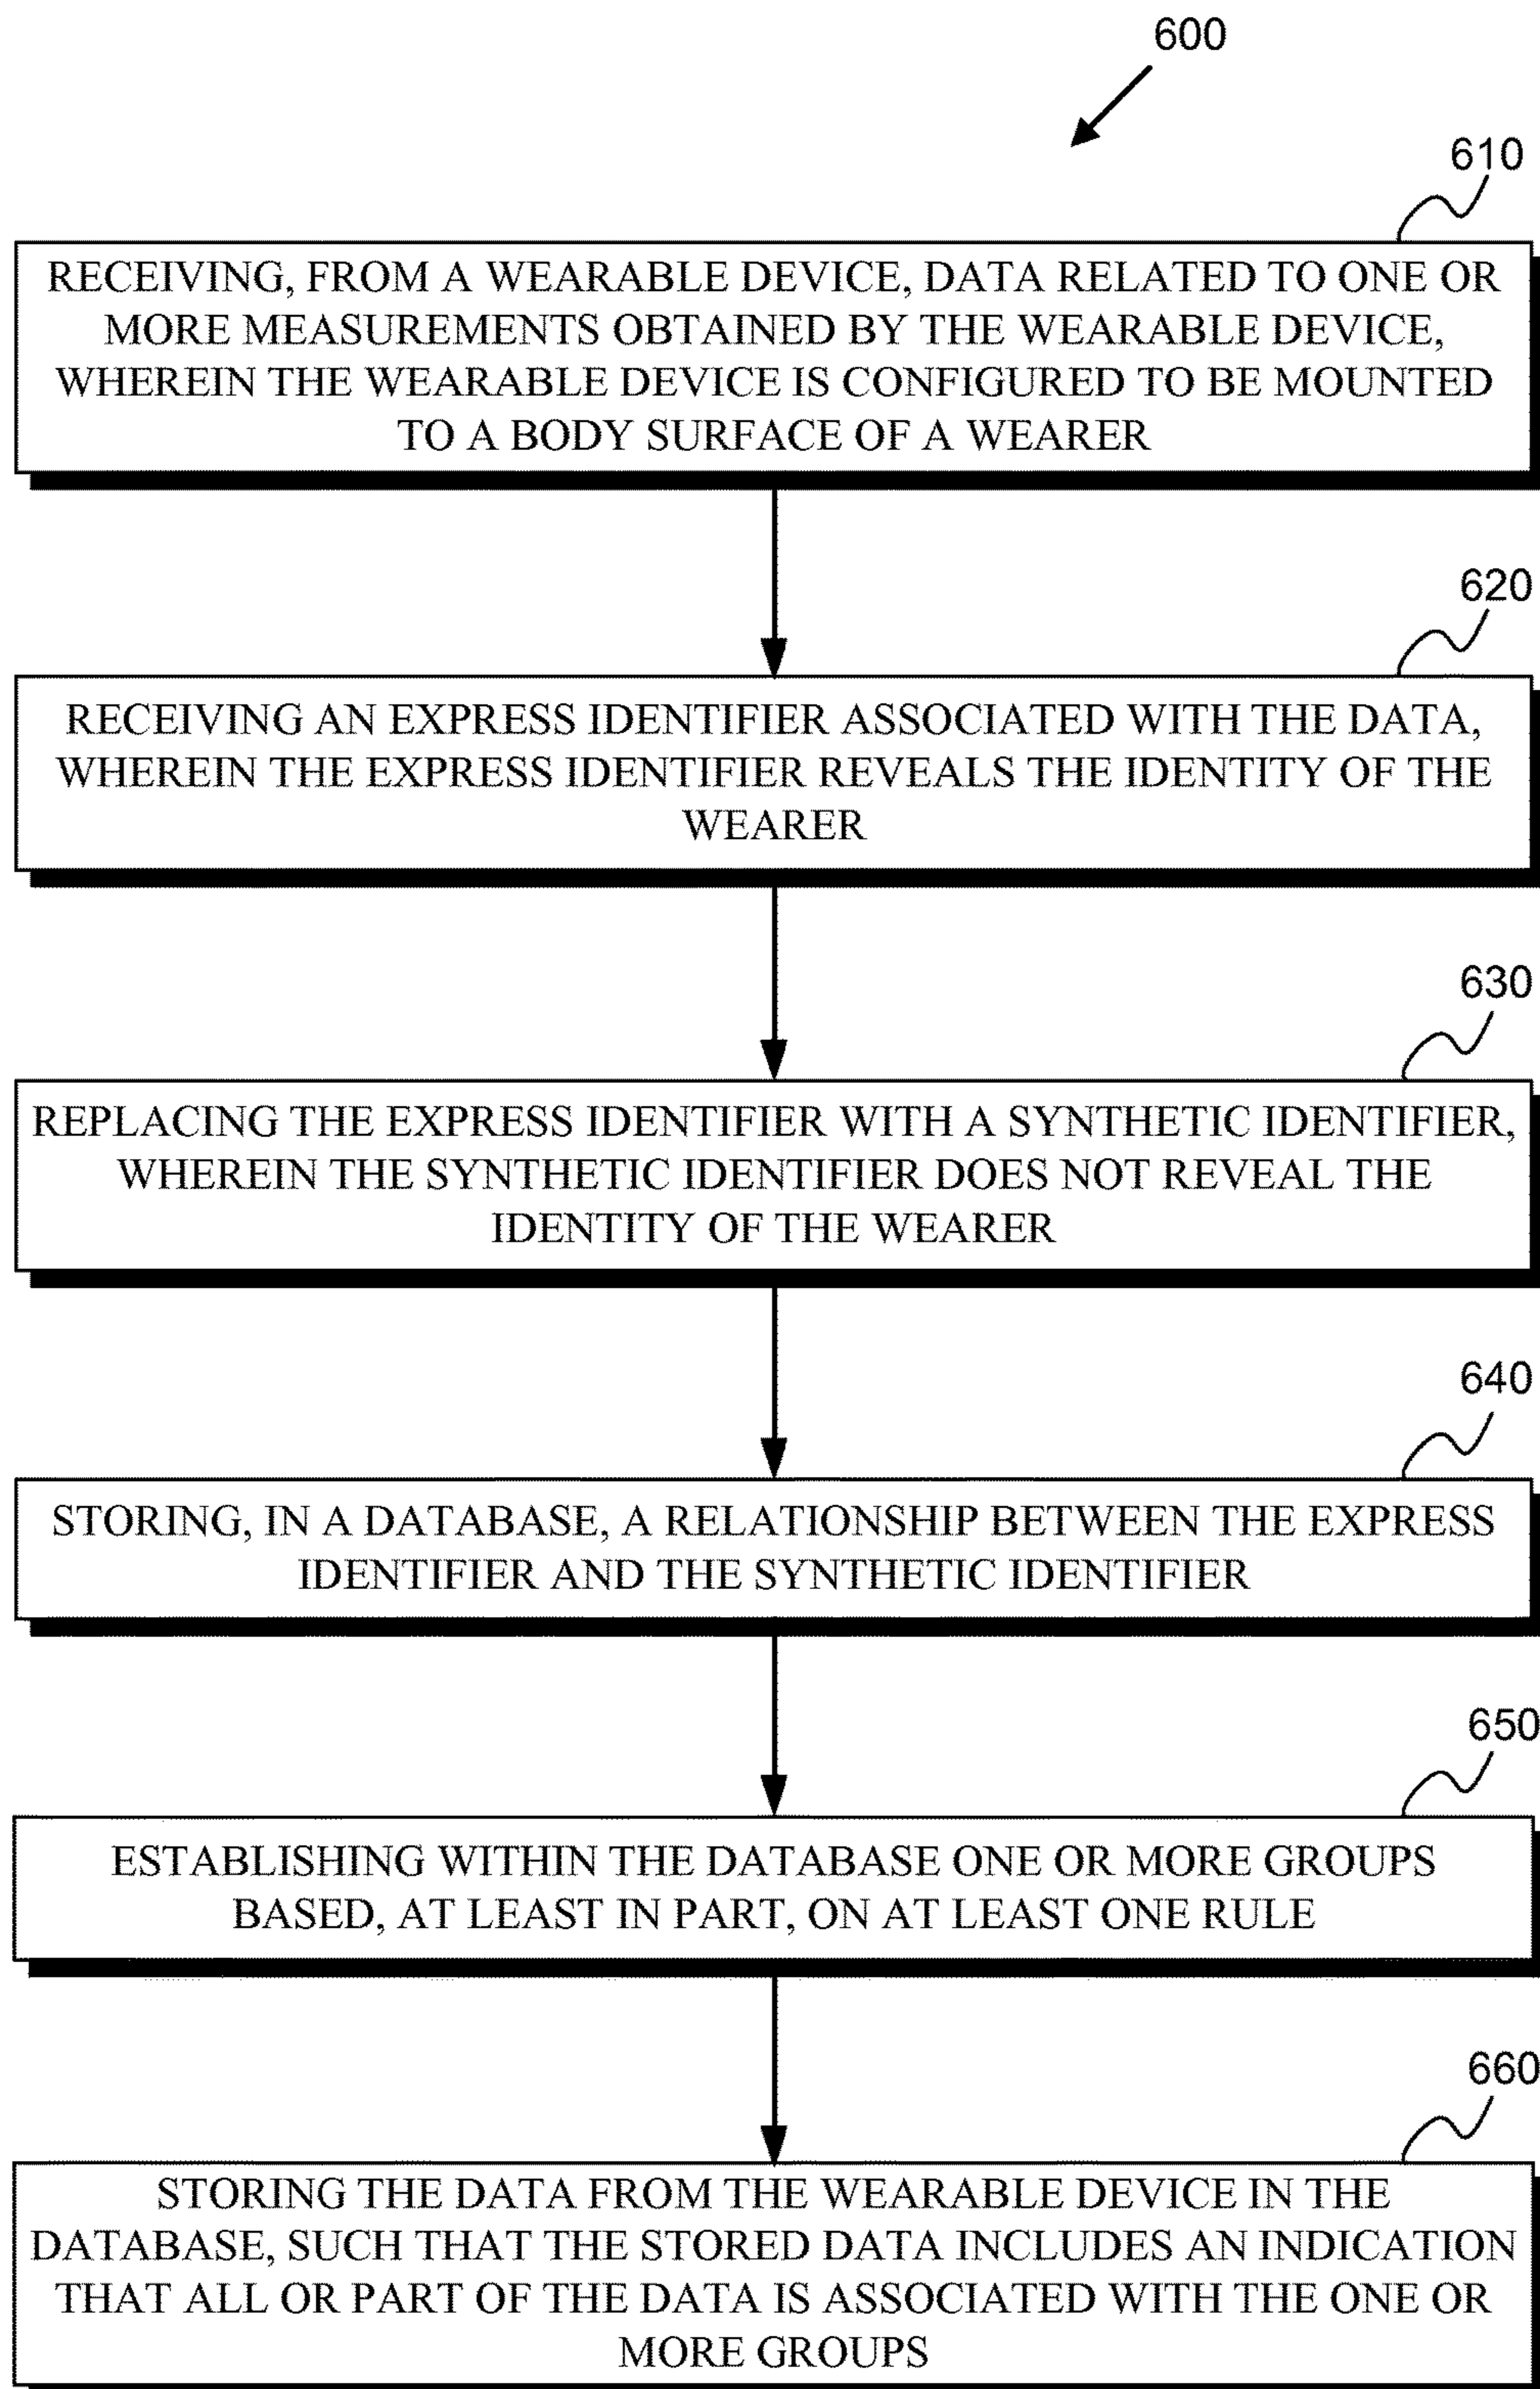 600
610
RECEIVING, FROM A WEARABLE DEVICE, DATA RELATED TO ONE OR
MORE MEASUREMENTS OBTAINED BY THE WEARABLE DEVICE,
WHEREIN THE WEARABLE DEVICE IS CONFIGURED TO BE MOUNTED
TO A BODY SURFACE OF A WEARER
620
RECEIVING AN EXPRESS IDENTIFIER ASSOCIATED WITH THE DATA,
WHEREIN THE EXPRESS IDENTIFIER REVEALS THE IDENTITY OF THE
WEARER
630
REPLACING THE EXPRESS IDENTIFIER WITH A SYNTHETIC IDENTIFIER,
WHEREIN THE SYNTHETIC IDENTIFIER DOES NOT REVEAL THE
IDENTITY OF THE WEARER
640
STORING, IN A DATABASE, A RELATIONSHIP BETWEEN THE EXPRESS
IDENTIFIER AND THE SYNTHETIC IDENTIFIER
650
ESTABLISHING WITHIN THE DATABASE ONE OR MORE GROUPS
BASED, AT LEAST IN PART, ON AT LEAST ONE RULE
660
STORING THE DATA FROM THE WEARABLE DEVICE IN THE
DATABASE, SUCH THAT THE STORED DATA INCLUDES AN INDICATION
THAT ALL OR PART OF THE DATA IS ASSOCIATED WITH THE ONE OR
MORE GROUPS